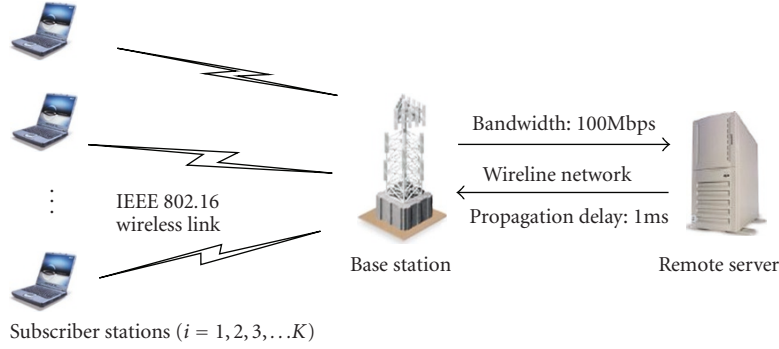 Bandwidth: 100Mbps
Wireline network
Propagation delay: 1ms
IEEE 802.16
wireless link
⋮
Base station
Remote server
Subscriber stations (i = 1, 2, 3, . . . K)